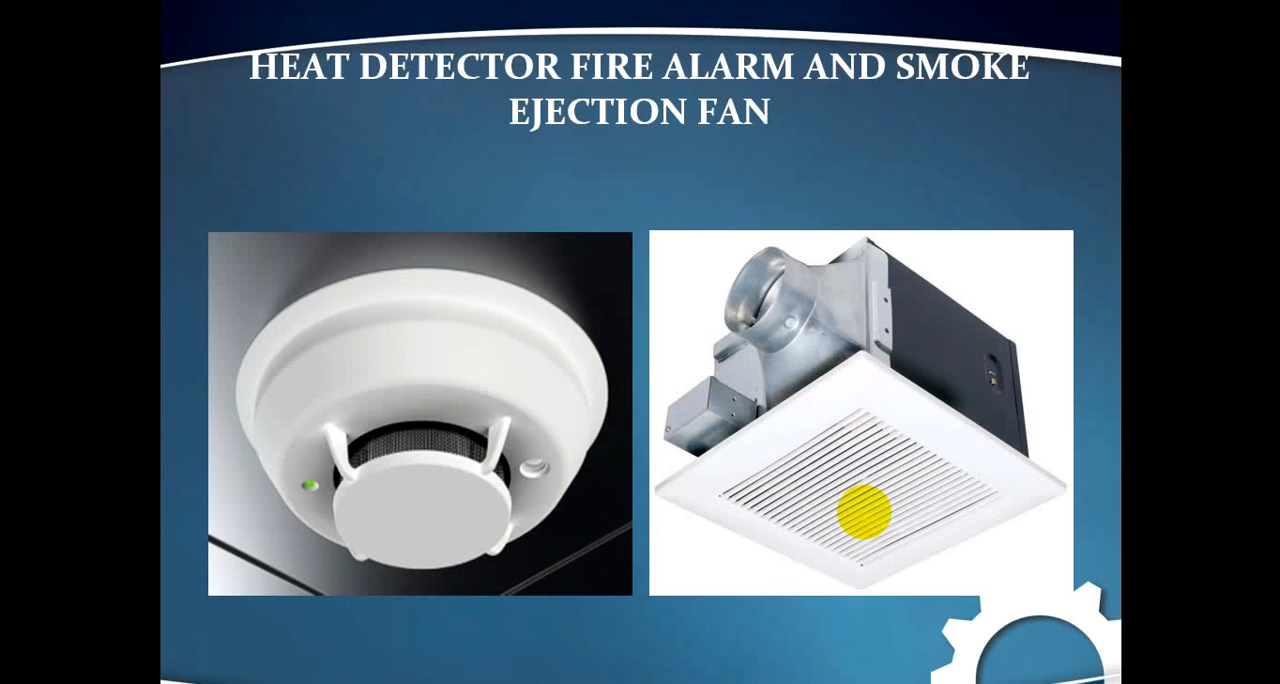 HEAT DETECTOR FIRE ALARM AND SMOKE
EJECTION FAN